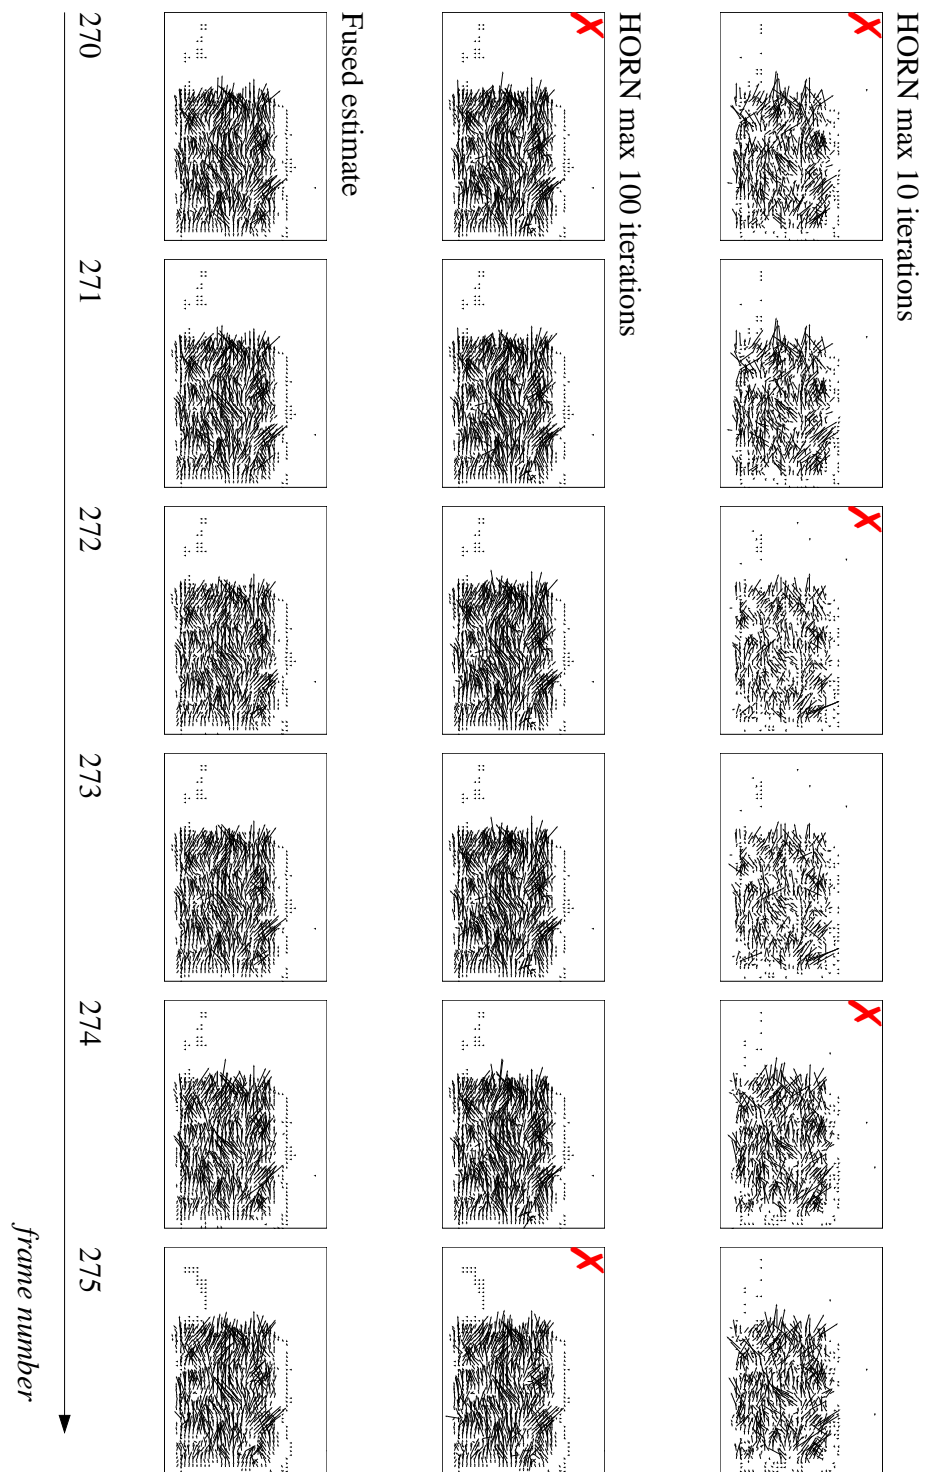 HORN max 10 iterations
HORN max 100 iterations
Fused estimate
270 271 272 273 274 275
frame number